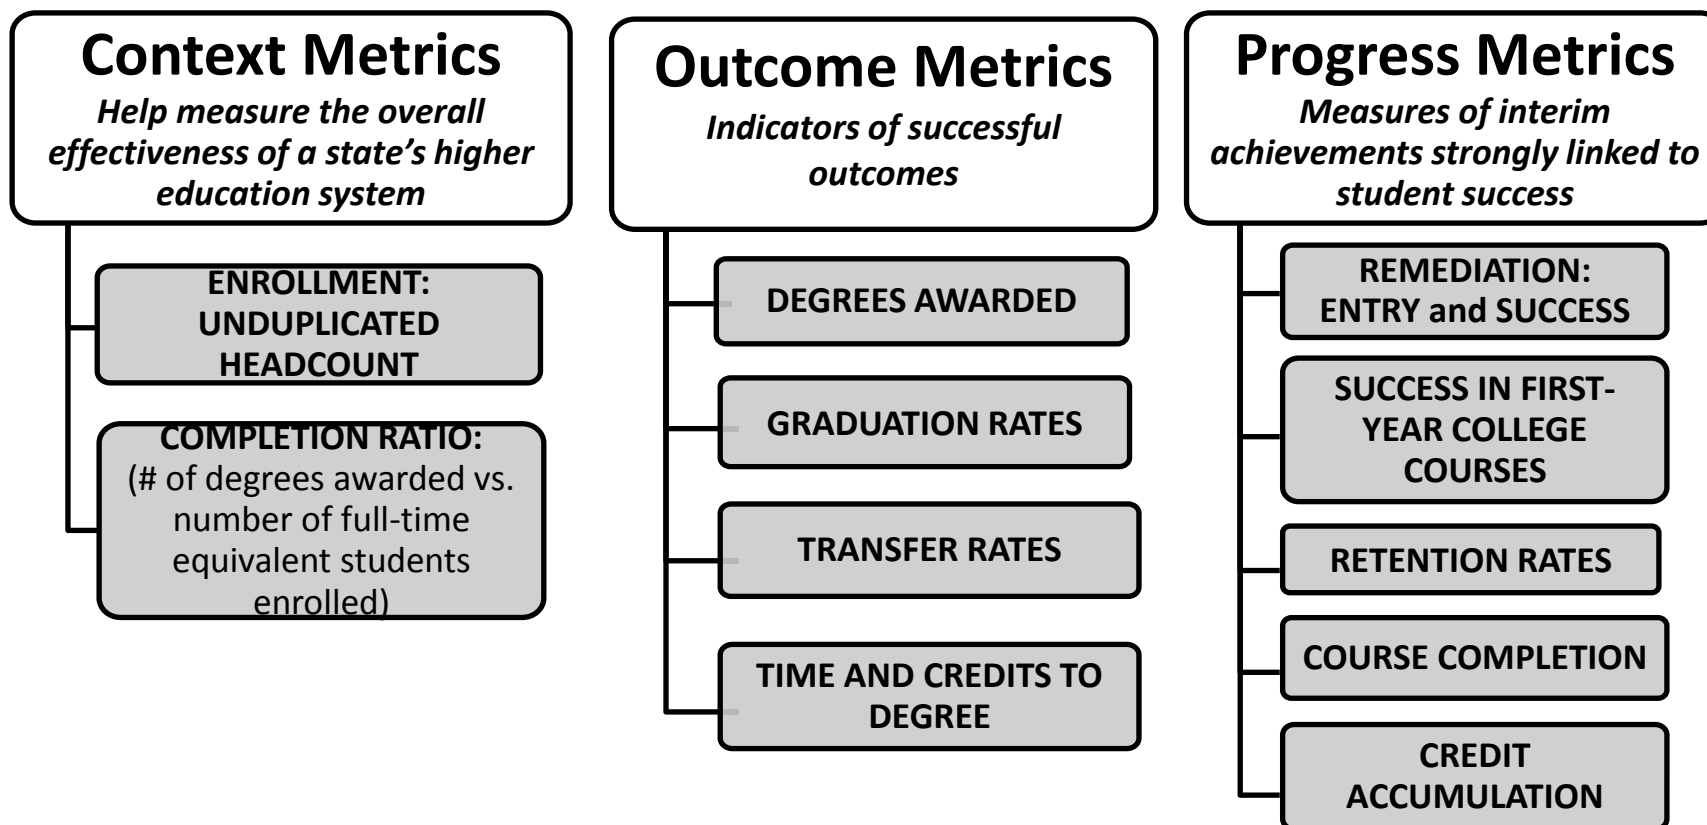 Context Metrics
Help measure the overall
effectiveness of a state's higher
education system
ENROLLMENT:
UNDUPLICATED
HEADCOUNT
COMPLETION RATIO:
(# of degrees awarded vs.
number of full-time
equivalent students
enrolled)
Outcome Metrics
Indicators of successful
outcomes
DEGREES AWARDED
GRADUATION RATES
TRANSFER RATES
TIME AND CREDITS TO
DEGREE
Progress Metrics
Measures of interim
achievements strongly linked to
student success
REMEDIATION:
ENTRY and SUCCESS
SUCCESS IN FIRST-
YEAR COLLEGE
COURSES
RETENTION RATES
COURSE COMPLETION
CREDIT
ACCUMULATION